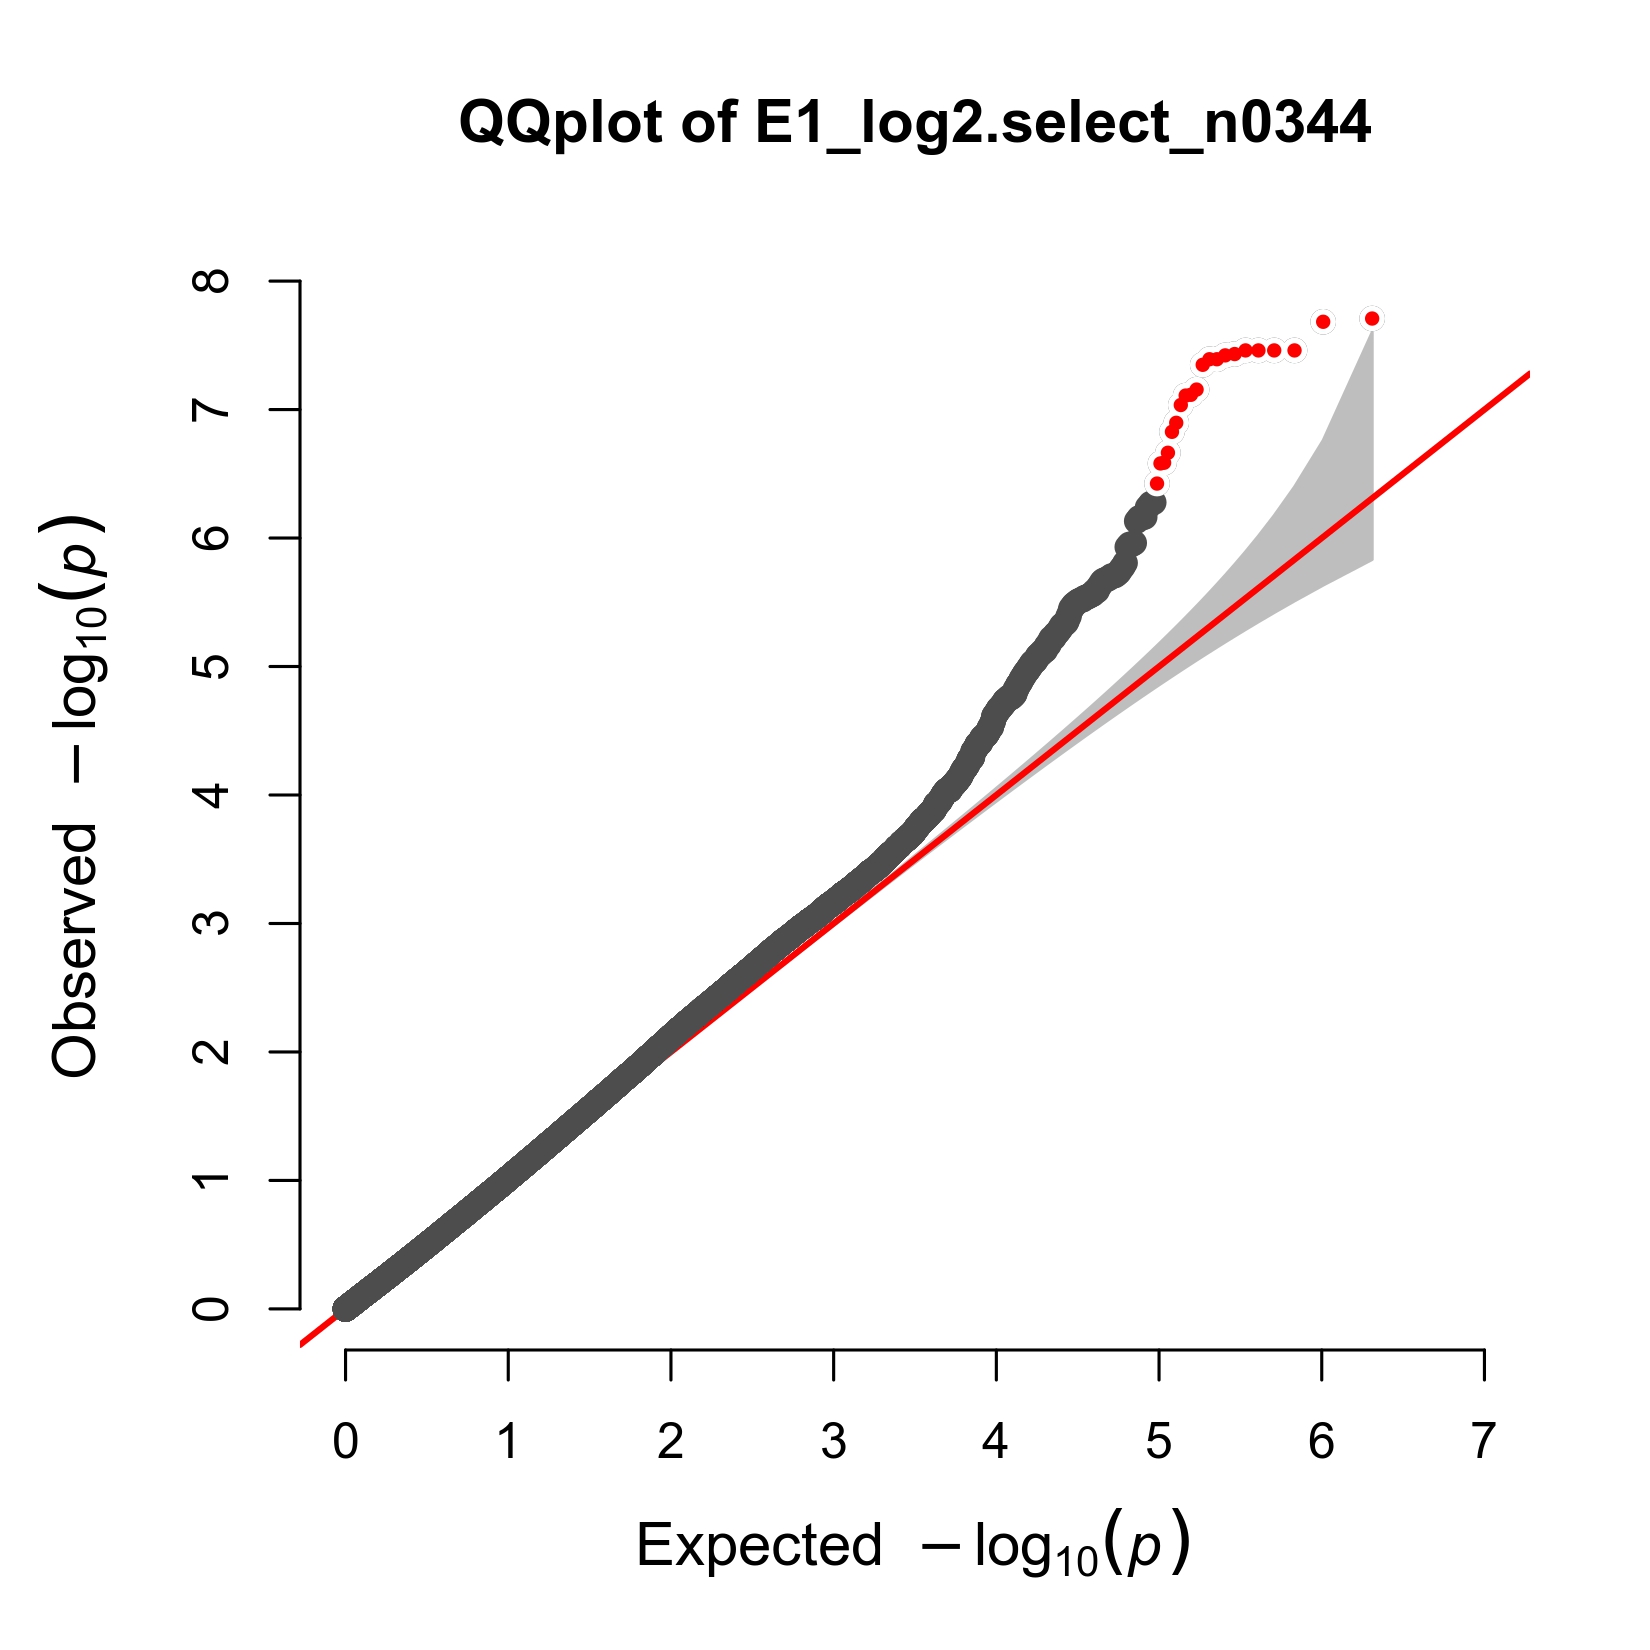 QQplot of E1_log2.select_n0344
8
7
6
5
4
3
2
1
0
Observed −log10(p)
0 1 2 3 4 5 6 7
Expected −log10(p)